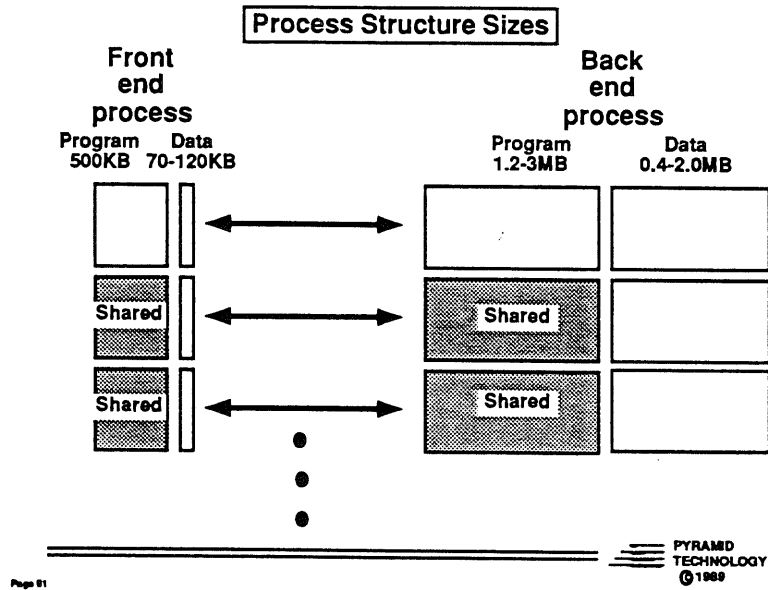 Process Structure Sizes
Front
end
process
Back
end
process
Program
500KB
Data
70-120KB
Program
1.2-3MB
Data
0.4-2.0MB
Shared
Shared
Shared
Shared
PYRAMID
TECHNOLOGY
© 1989
Page 91